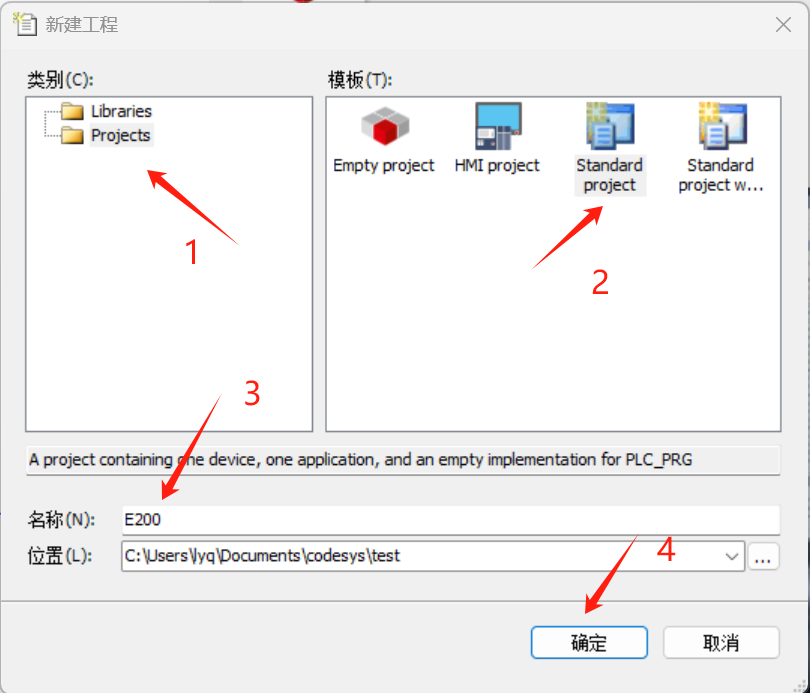 新建工程
类别(C):
模板(T):
Libraries
Projects
Empty project
HMI project
Standard
project
Standard
project w...
1
2
3
A project containing one device, one application, and an empty implementation for PLC_PRG
名称(N):
E200
位置(L):
C:\Users\lyq\Documents\codesys\test
...
4
确定
取消